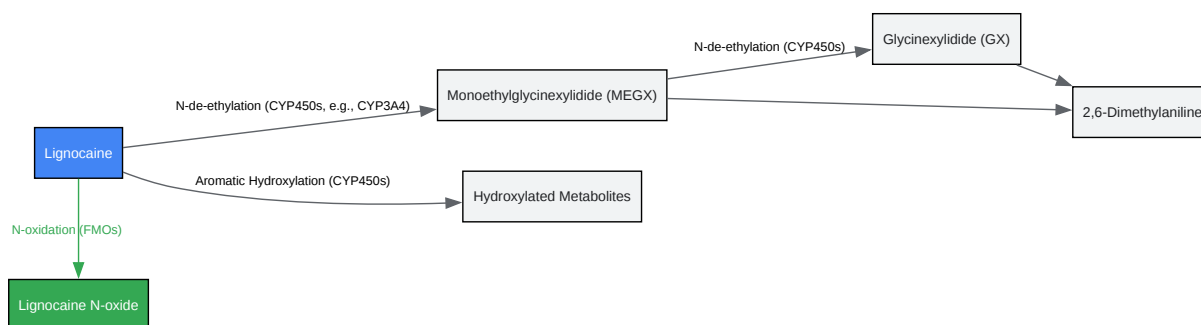 N-de-ethylation (CYP450s)
Glycinexylidide (GX)
N-de-ethylation (CYP450s, e.g., CYP3A4)
Monoethylglycinexylidide (MEGX)
2,6-Dimethylaniline
Lignocaine
Aromatic Hydroxylation (CYP450s)
Hydroxylated Metabolites
N-oxidation (FMOs)
Lignocaine N-oxide